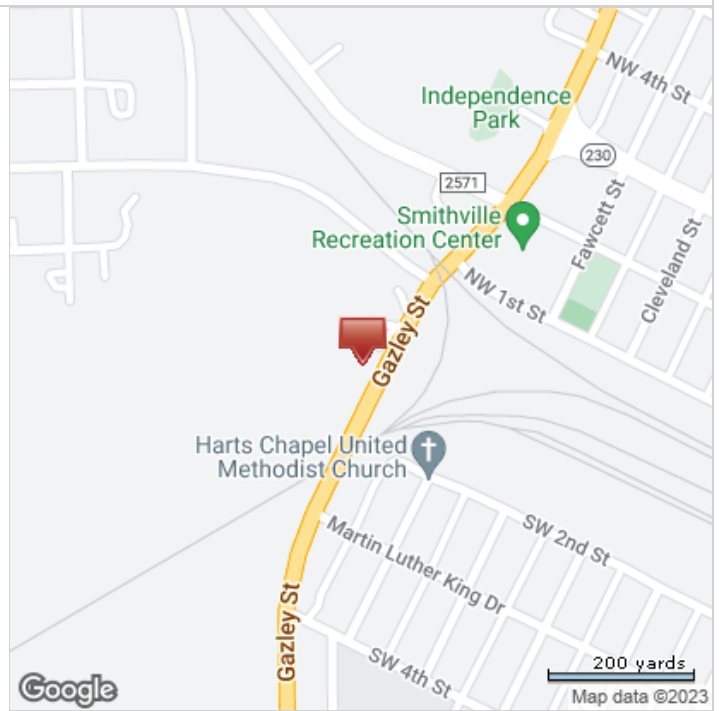 NW 4th St
Independence
Park
230
2571
Fawcett St
Smithville
Recreation Center
Cleveland St
NW 1st St
Gazley St
Harts Chapel United
Methodist Church
SW 2nd St
Martin Luther King Dr
Gazley St
SW 4th St
200 yards
Google
Map data ©2023